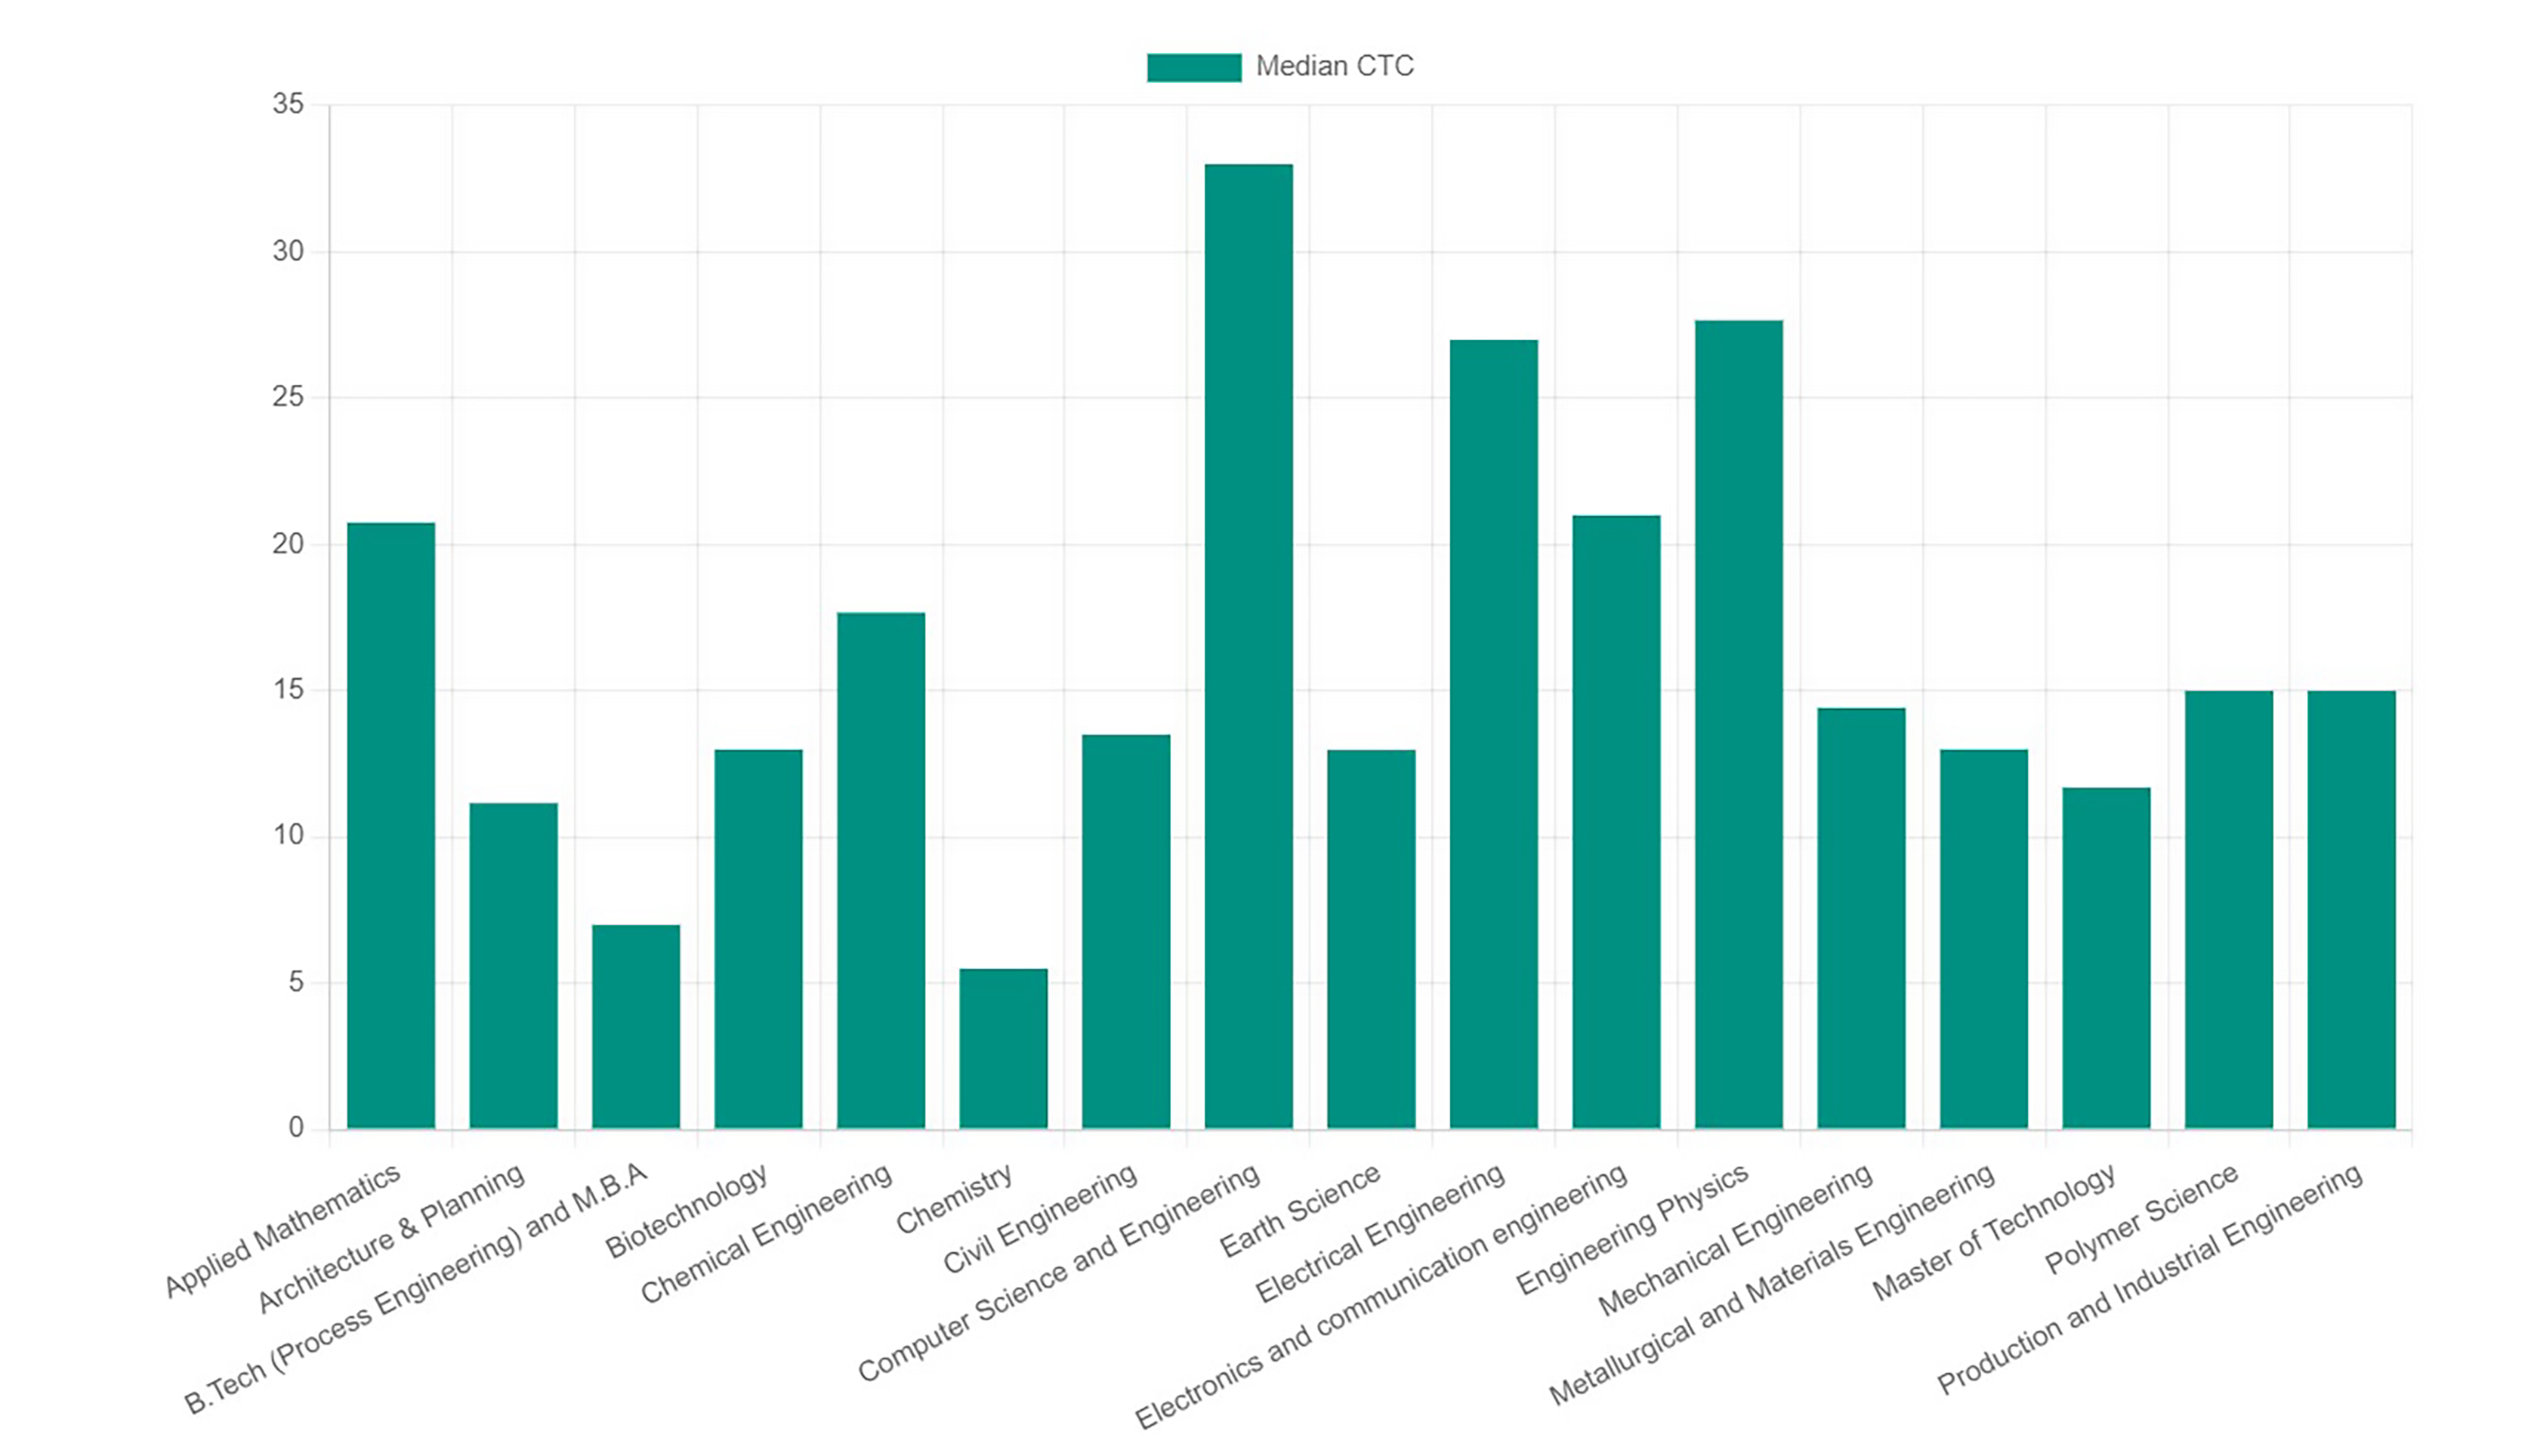 Median CTC
35
30
25
20
15
10
5
0
Applied Mathematics
Architecture & Planning
B.Tech (Process Engineering) and M.B.A
Biotechnology
Chemical Engineering
Chemistry
Civil Engineering
Computer Science and Engineering
Earth Science
Electrical Engineering
Electronics and communication engineering
Engineering Physics
Mechanical Engineering
Metallurgical and Materials Engineering
Master of Technology
Polymer Science
Production and Industrial Engineering